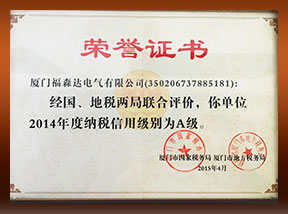 荣誉证书
厦门福森达电气有限公司(350206737885181):
经国、地税两局联合评价，你单位
2014年度纳税信用级别为A级。
厦门市国家税务局 厦门市地方税务局
2015年4月